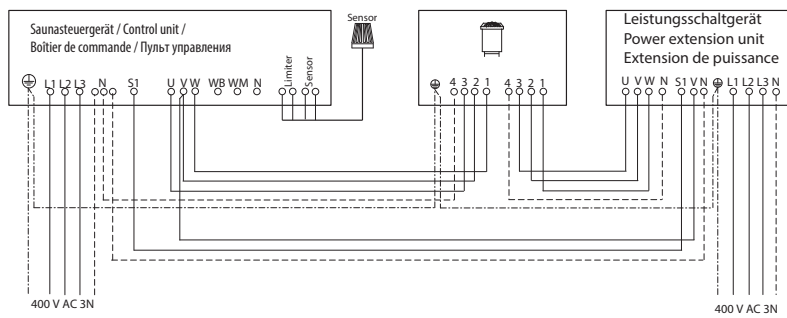 Saunasteuergerät / Control unit /
Boîtier de commande / Пульт управления
Sensor
Leistungsschaltgerät
Power extension unit
Extension de puissance
L1 L2 L3 N S1 U V W WB WM N
Limiter
Sensor
4 3 2 1 4 3 2 1
U V W N S1 V N L1 L2 L3 N
400 V AC 3N
400 V AC 3N